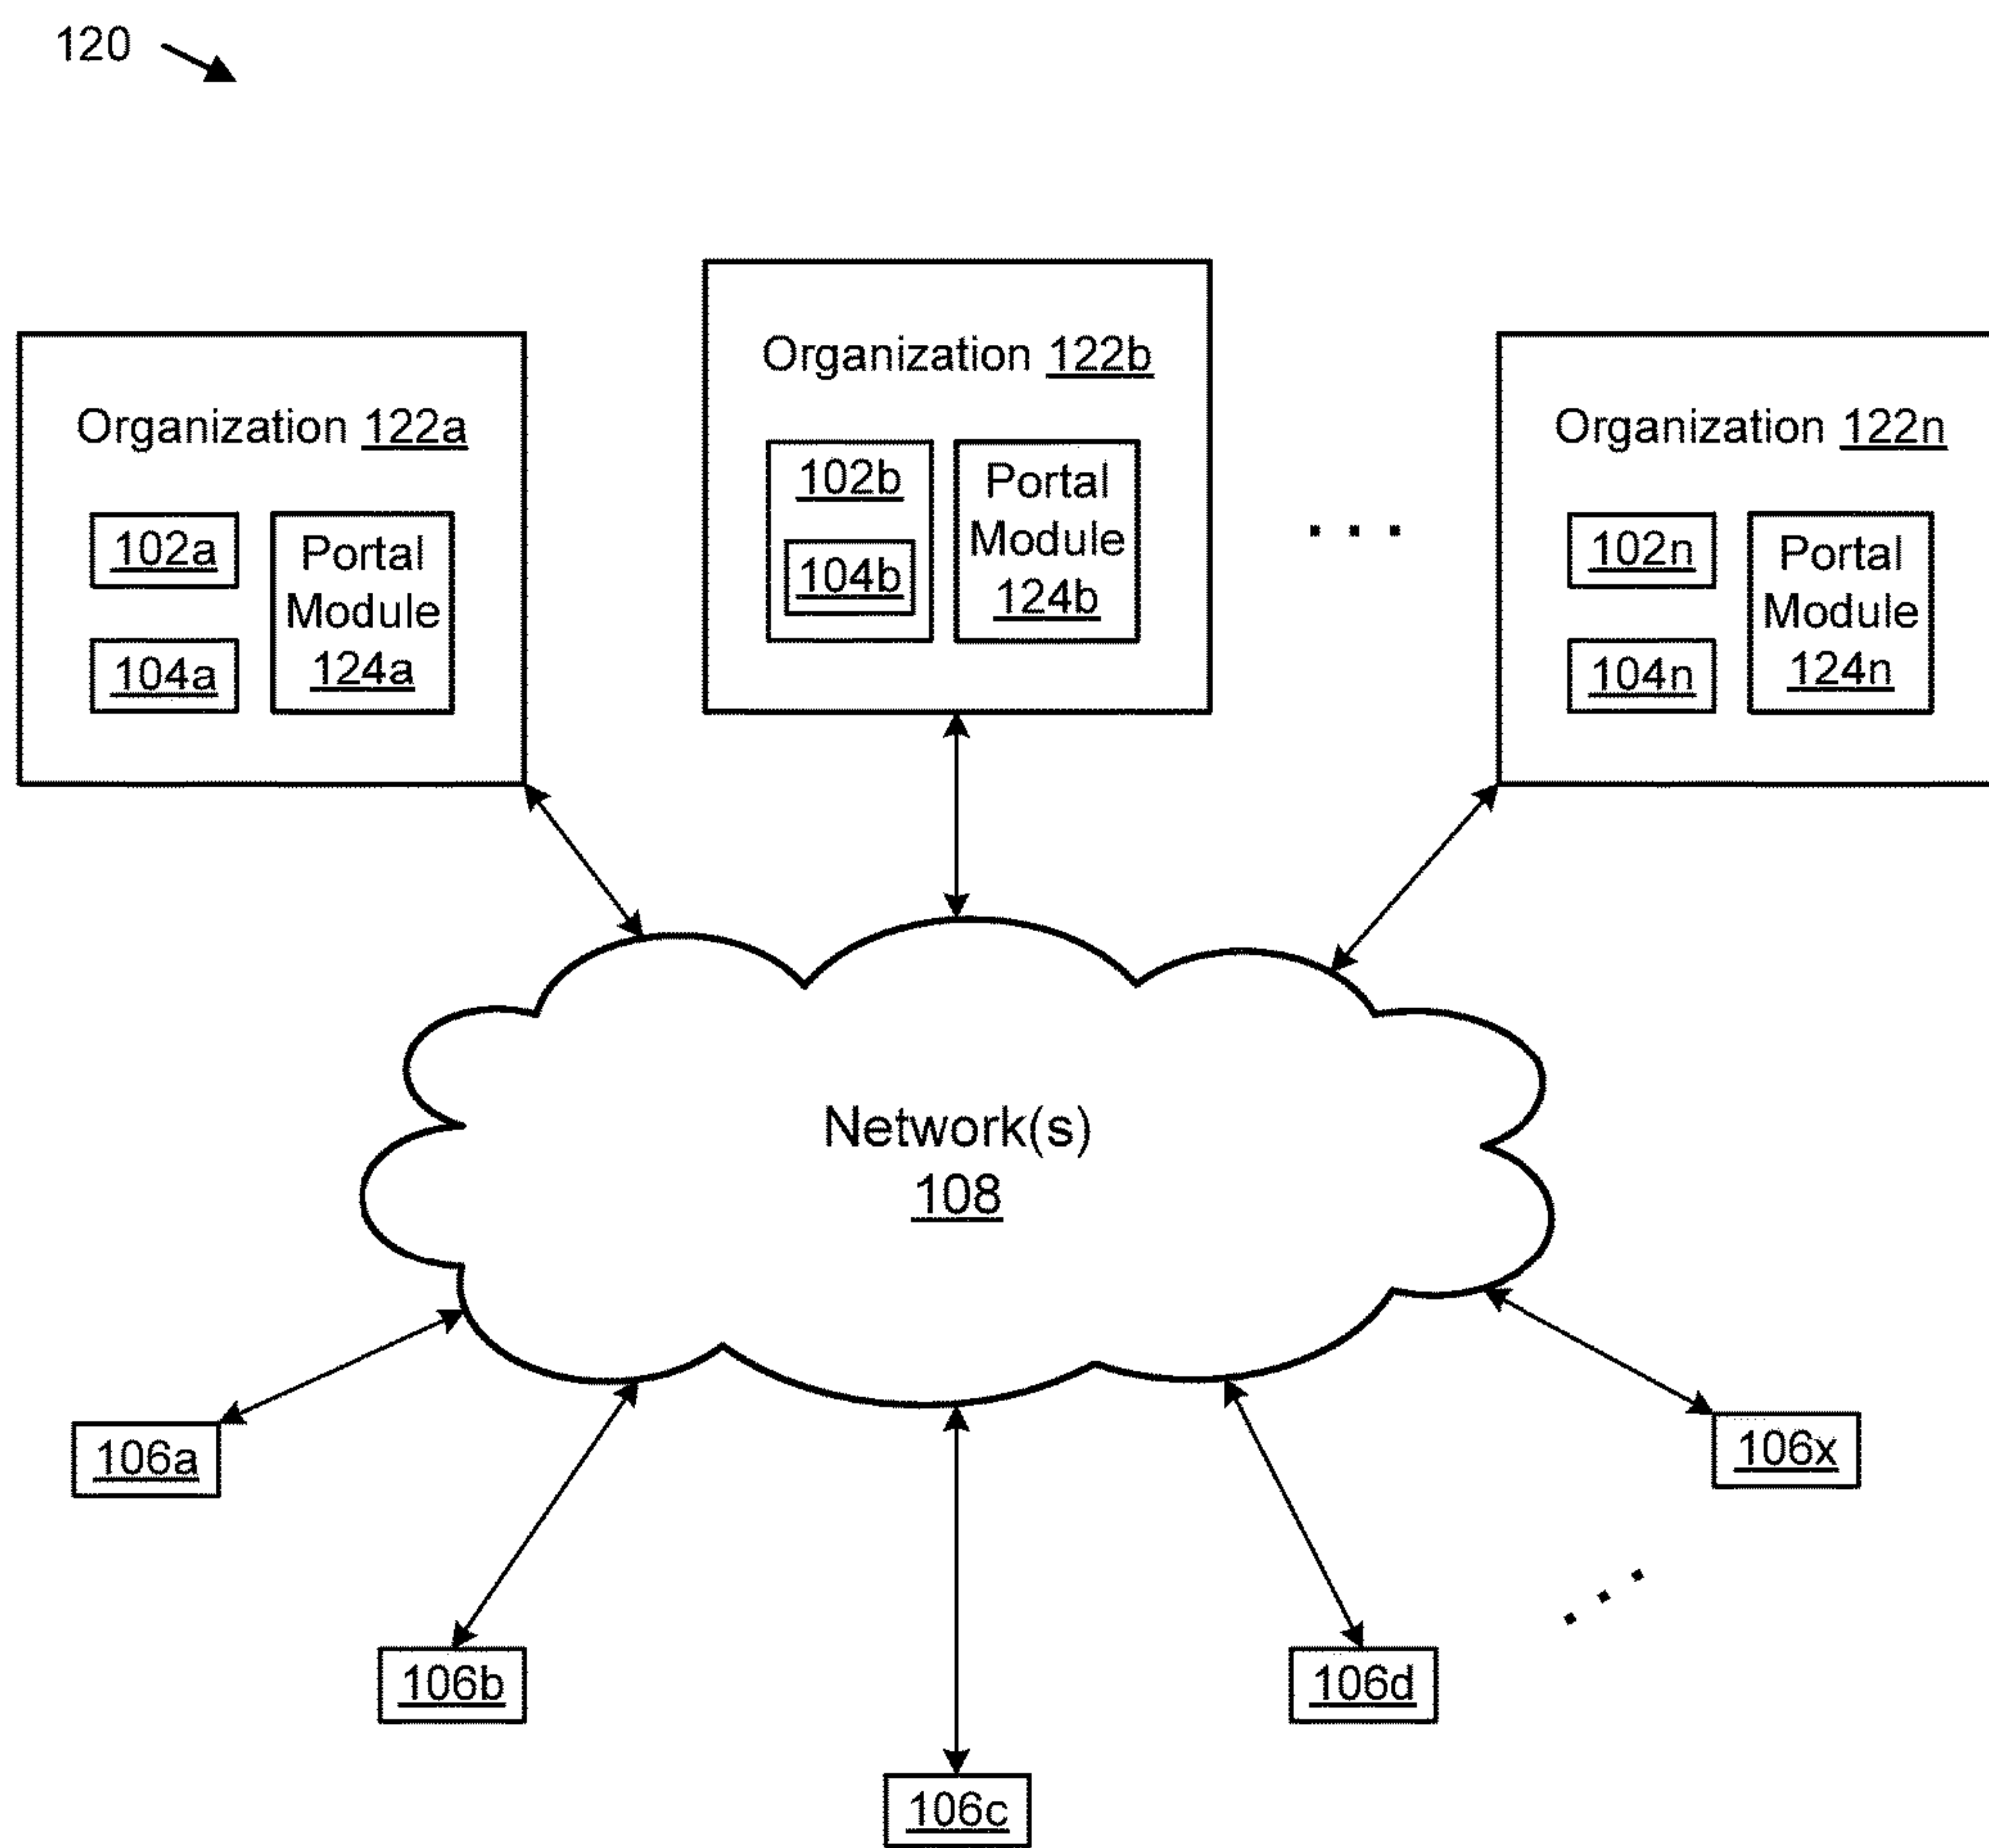 120
Organization 122a
102a
104a
Portal
Module
124a
Organization 122b
102b
104b
Portal
Module
124b
. . .
Organization 122n
102n
104n
Portal
Module
124n
Network(s)
108
106a
106b
106c
106d
. . .
106x